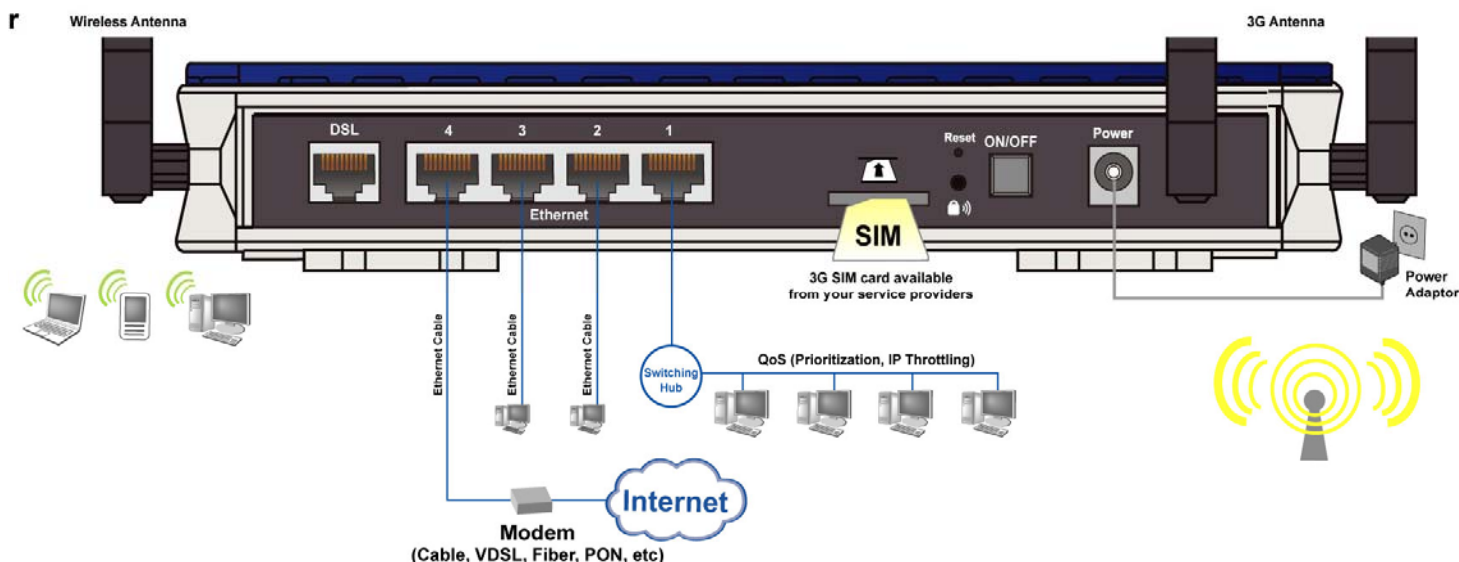 r
Wireless Antenna
3G Antenna
DSL
4
3
2
1
Ethernet
Reset
ON/OFF
Power
SIM
3G SIM card available
from your service providers
Power
Adaptor
Ethernet Cable
Ethernet Cable
Ethernet Cable
Switching
Hub
QoS (Prioritization, IP Throttling)
Internet
Modem
(Cable, VDSL, Fiber, PON, etc)